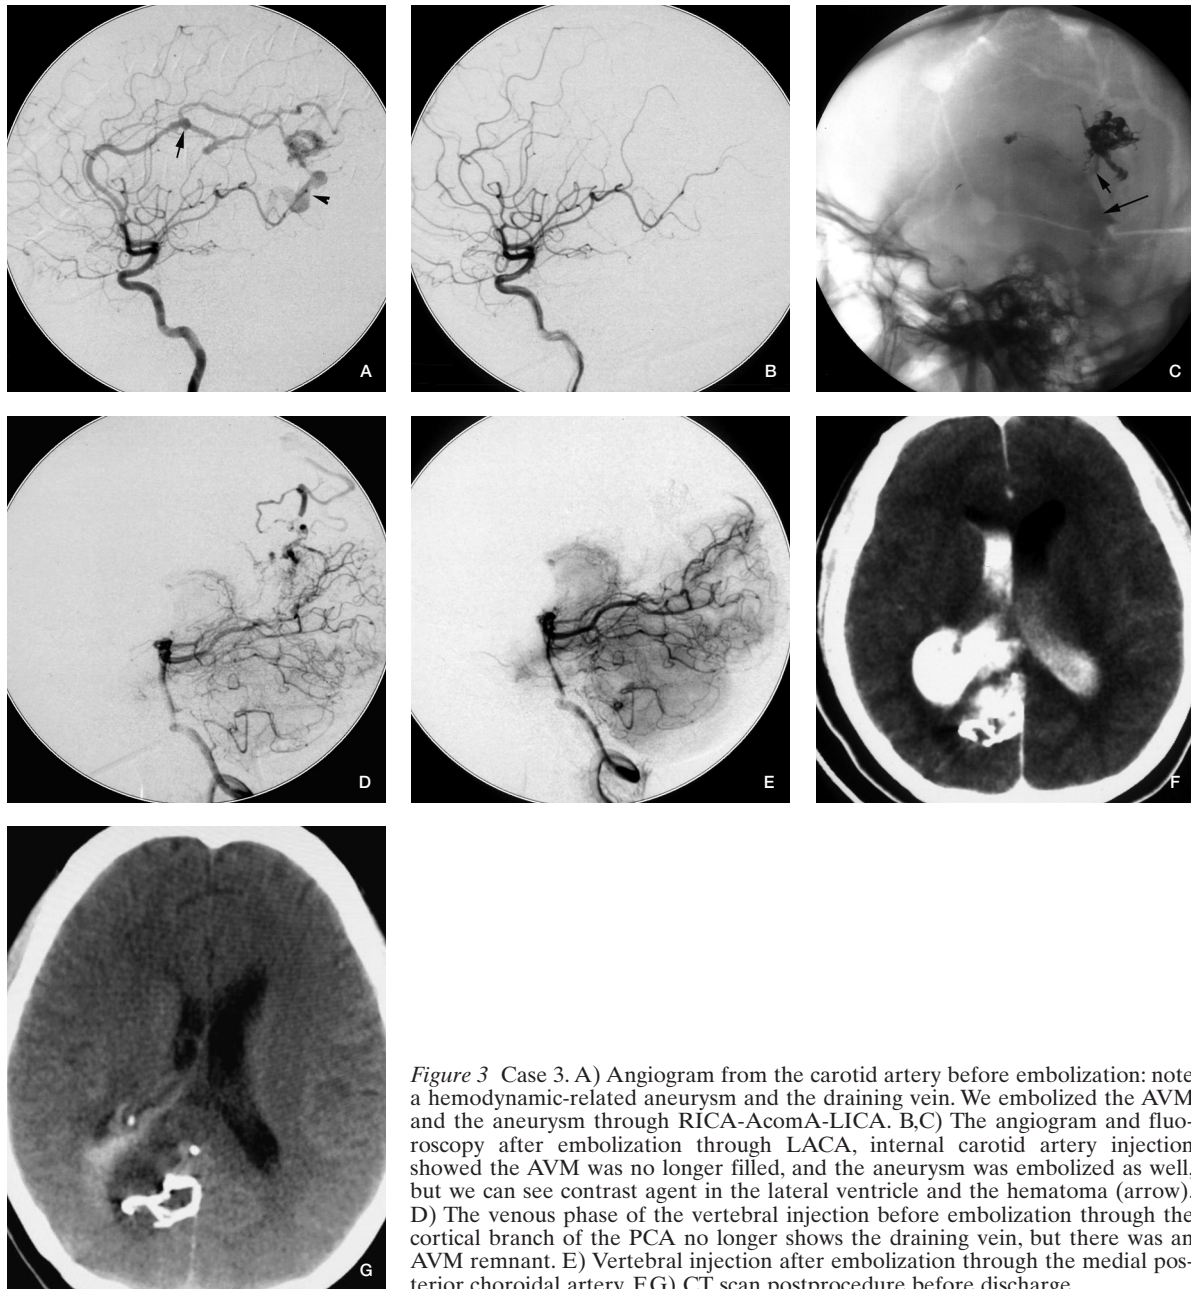 A
B
C
D
E
F
G
Figure 3 Case 3. A) Angiogram from the carotid artery before embolization: note
a hemodynamic-related aneurysm and the draining vein. We embolized the AVM
and the aneurysm through RICA-AcomA-LICA. B,C) The angiogram and fluo-
roscopy after embolization through LACA, internal carotid artery injection
showed the AVM was no longer filled, and the aneurysm was embolized as well,
but we can see contrast agent in the lateral ventricle and the hematoma (arrow).
D) The venous phase of the vertebral injection before embolization through the
cortical branch of the PCA no longer shows the draining vein, but there was an
AVM remnant. E) Vertebral injection after embolization through the medial pos-
terior choroidal artery. F,G) CT scan postprocedure before discharge.